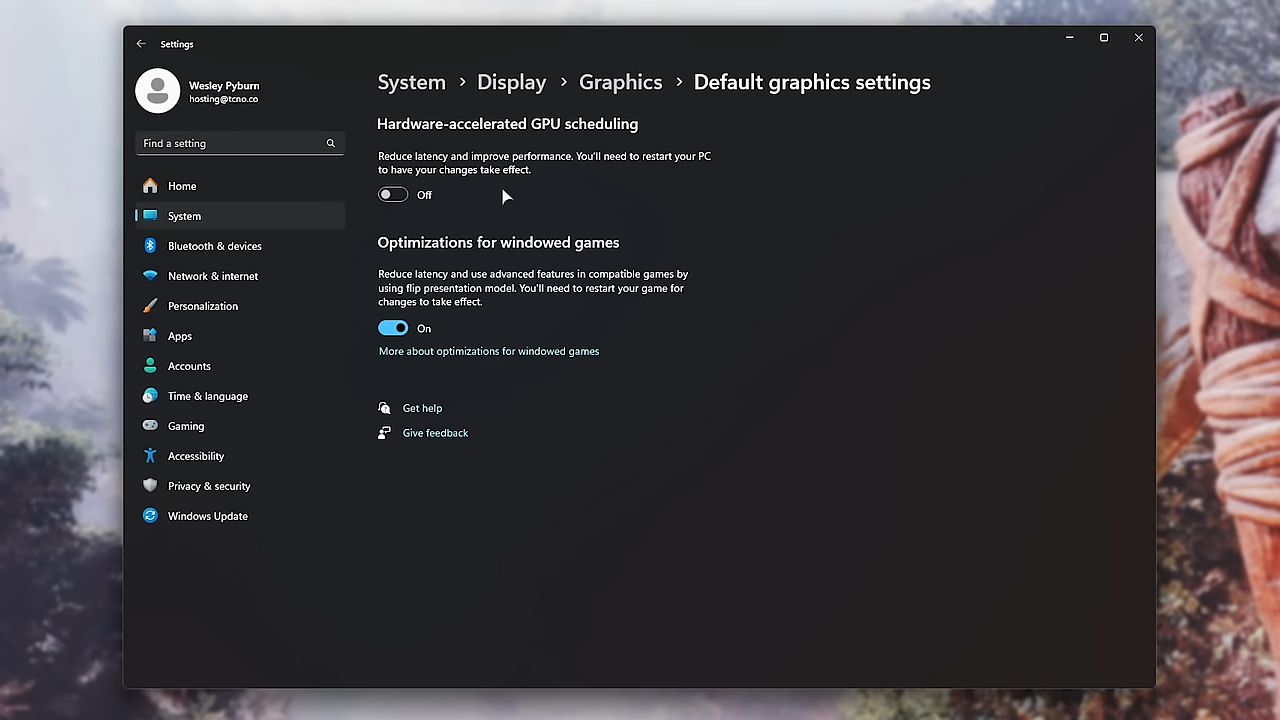 Settings
Wesley Pyburn
hosting@tcno.co
Find a setting
Home
System
Bluetooth & devices
Network & internet
Personalization
Apps
Accounts
Time & language
Gaming
Accessibility
Privacy & security
Windows Update
System > Display > Graphics > Default graphics settings
Hardware-accelerated GPU scheduling
Reduce latency and improve performance. You'll need to restart your PC
to have your changes take effect.
Off
Optimizations for windowed games
Reduce latency and use advanced features in compatible games by
using flip presentation model. You'll need to restart your game for
changes to take effect.
On
More about optimizations for windowed games
Get help
Give feedback